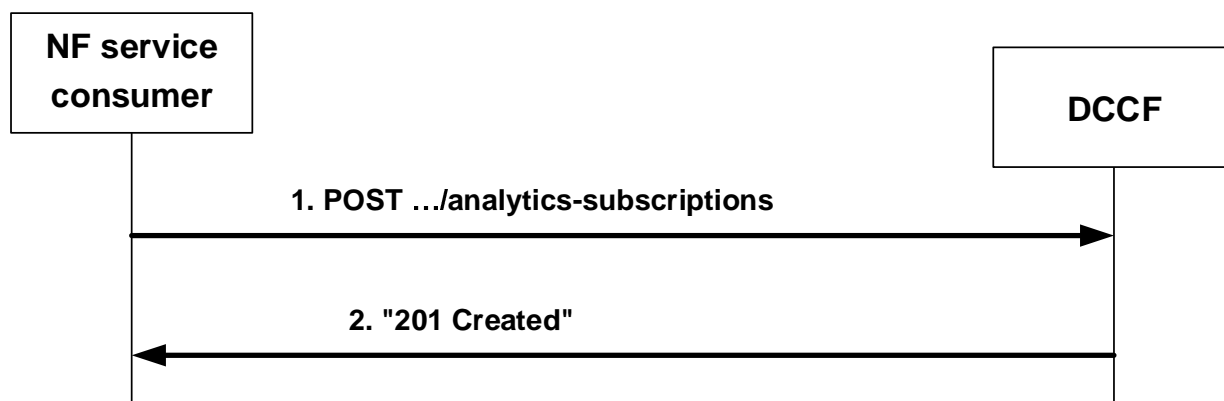 NF service
consumer
DCCF
1. POST …/analytics-subscriptions
2. "201 Created"